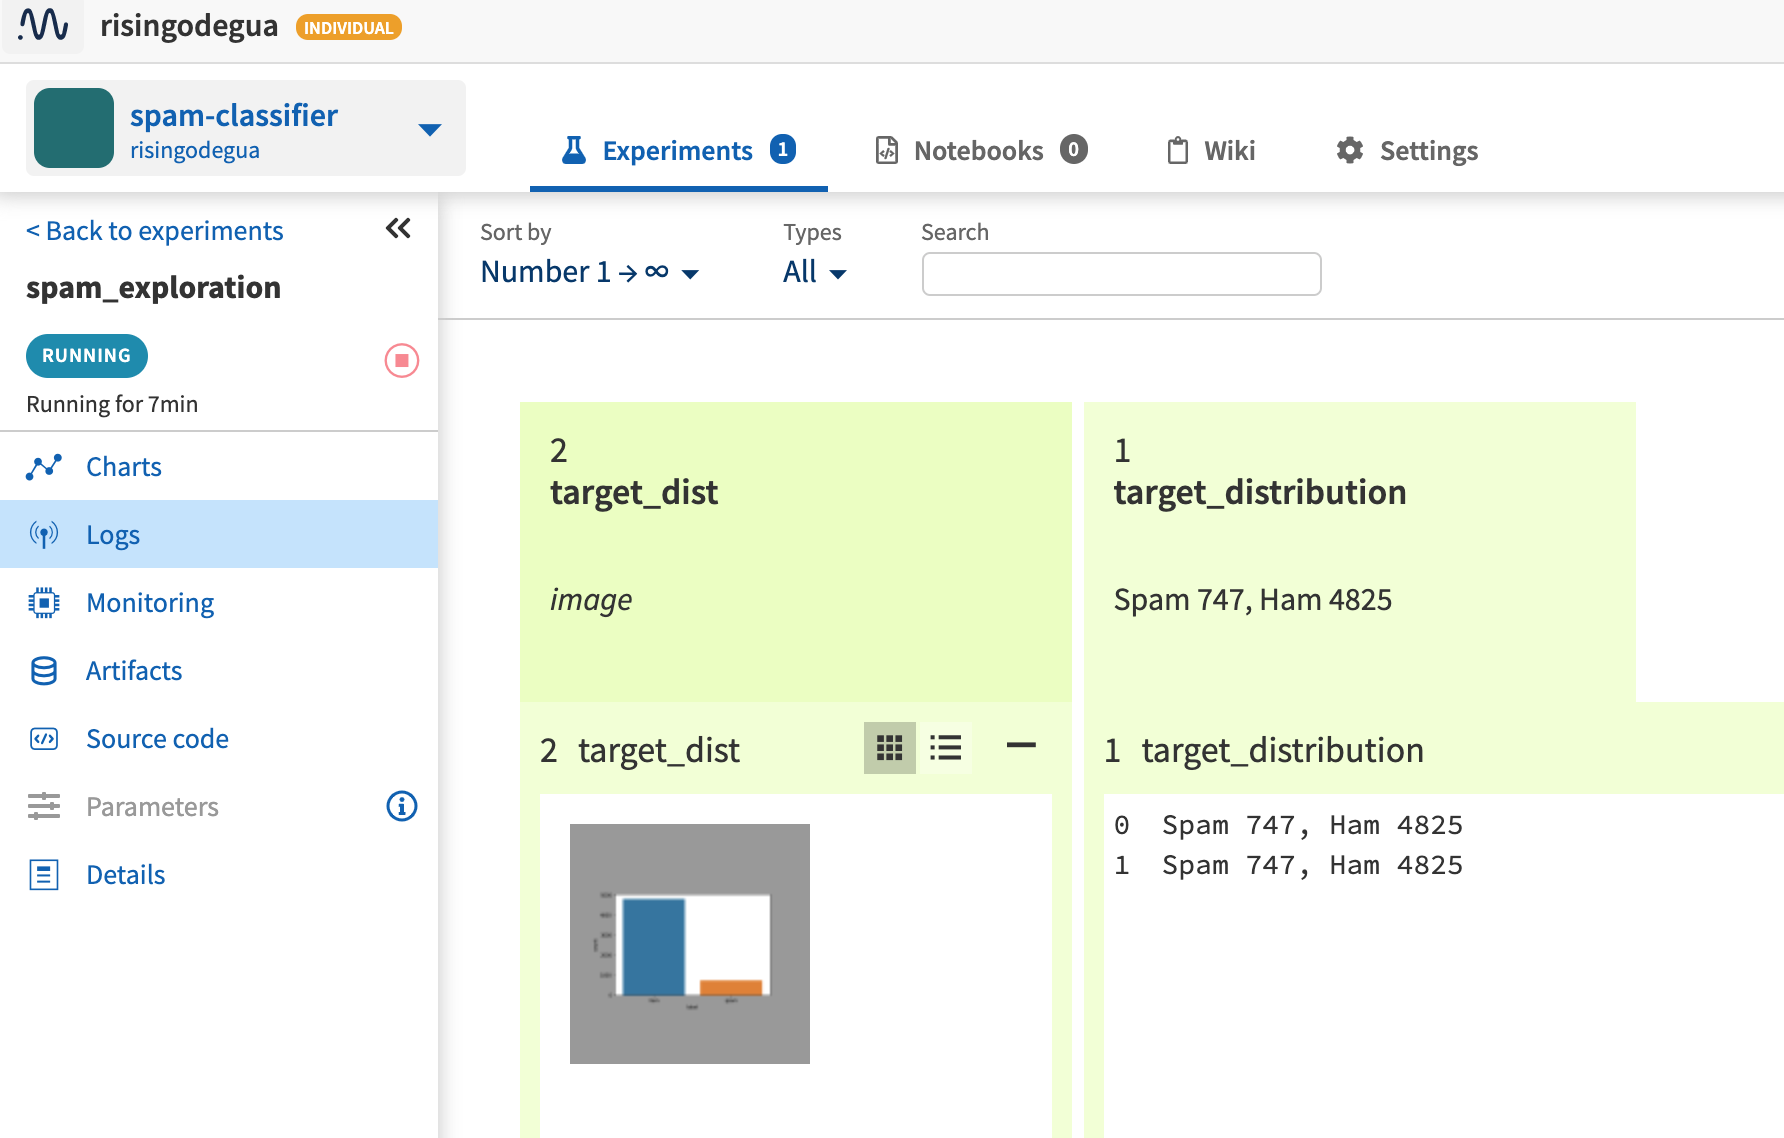 risingodegua INDIVIDUAL
spam-classifier
risingodegua
Experiments 1
Notebooks 0
Wiki
Settings
< Back to experiments
spam_exploration
RUNNING
Running for 7min
Charts
Logs
Monitoring
Artifacts
Source code
Parameters
Details
Sort by
Number 1 → ∞
Types
All
Search
2
target_dist
image
1
target_distribution
Spam 747, Ham 4825
2 target_dist
1 target_distribution
0 Spam 747, Ham 4825
1 Spam 747, Ham 4825